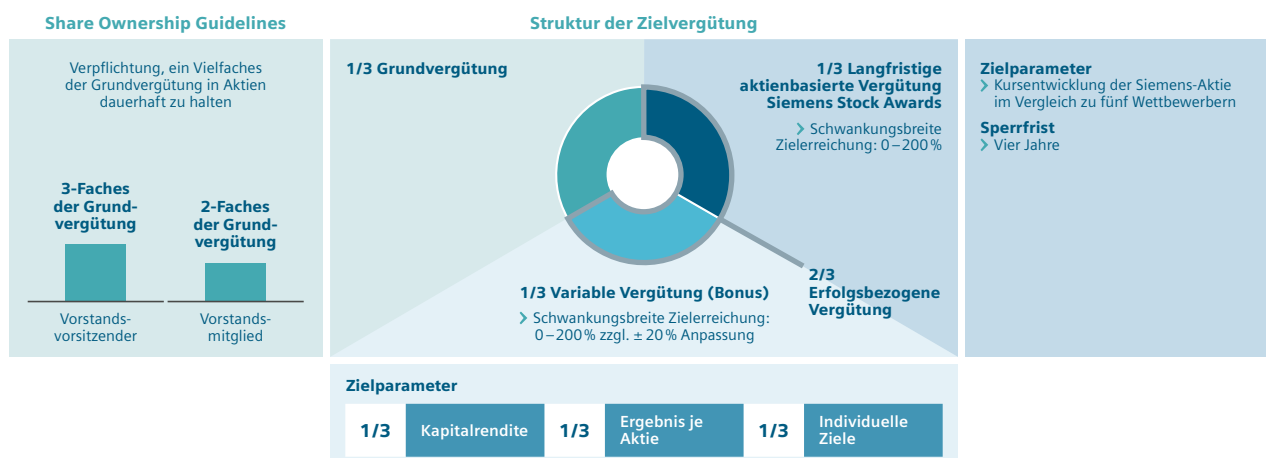 Share Ownership Guidelines
Verpflichtung, ein Vielfaches
der Grundvergütung in Aktien
dauerhaft zu halten
3-Faches
der Grund-
vergütung
2-Faches
der Grund-
vergütung
Vorstands-
vorsitzender
Vorstands-
mitglied
Struktur der Zielvergütung
1/3 Grundvergütung
1/3 Langfristige
aktienbasierte Vergütung
Siemens Stock Awards
Schwankungsbreite
Zielerreichung: 0–200 %
1/3 Variable Vergütung (Bonus)
Schwankungsbreite Zielerreichung:
0–200 % zzgl. ± 20 % Anpassung
2/3
Erfolgsbezogene
Vergütung
Zielparameter
Kursentwicklung der Siemens-Aktie
im Vergleich zu fünf Wettbewerbern
Sperrfrist
Vier Jahre
Zielparameter
1/3
Kapitalrendite
1/3
Ergebnis je
Aktie
1/3
Individuelle
Ziele